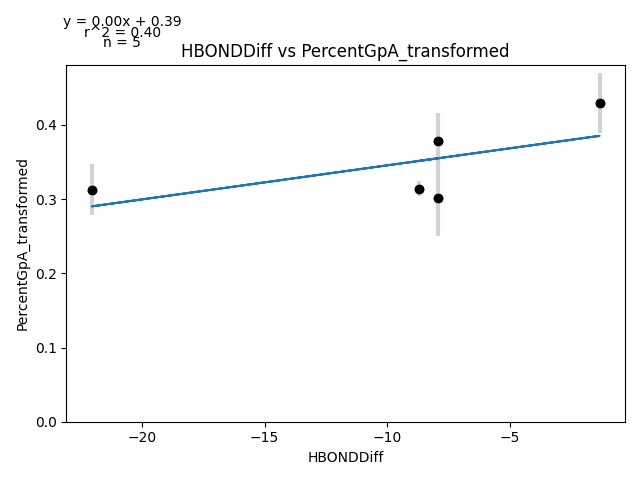 y = 0.00x + 0.39
r^2 = 0.40
n = 5
HBONDDiff vs PercentGpA_transformed
PercentGpA_transformed
0.4
0.3
0.2
0.1
0.0
−20
−15
−10
−5
HBONDDiff